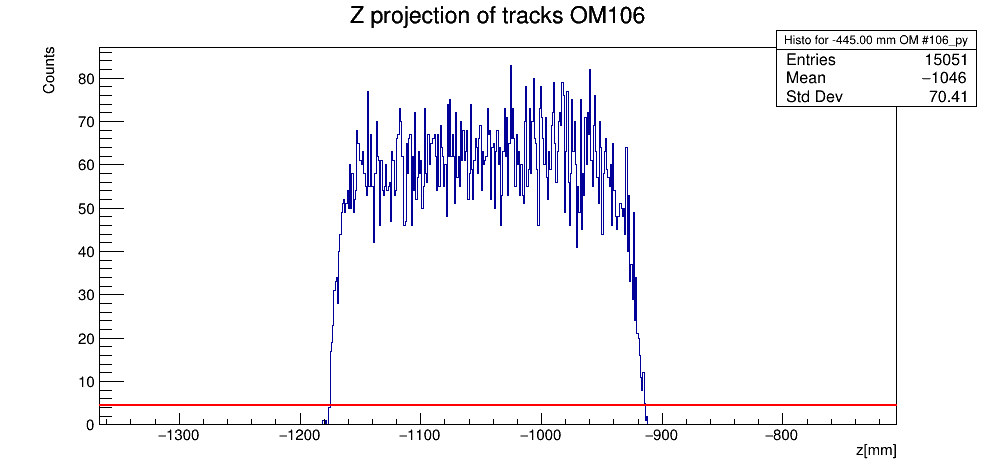 Z projection of tracks OM106
Histo for -445.00 mm OM #106_py
Entries 15051
Mean −1046
Std Dev 70.41
Counts
80
70
60
50
40
30
20
10
0
−1300 −1200 −1100 −1000 −900 −800
z[mm]